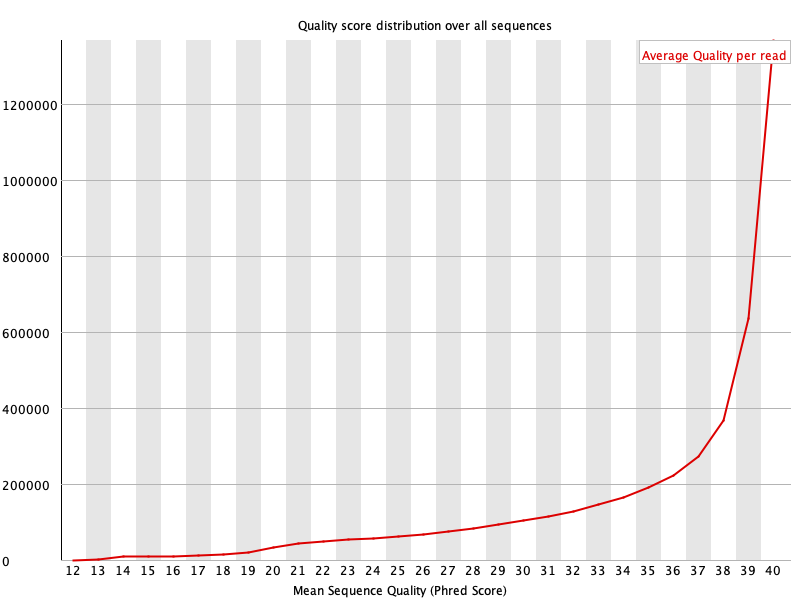 Quality score distribution over all sequences
Average Quality per read
1200000
1000000
800000
600000
400000
200000
0
12 13 14 15 16 17 18 19 20 21 22 23 24 25 26 27 28 29 30 31 32 33 34 35 36 37 38 39 40
Mean Sequence Quality (Phred Score)